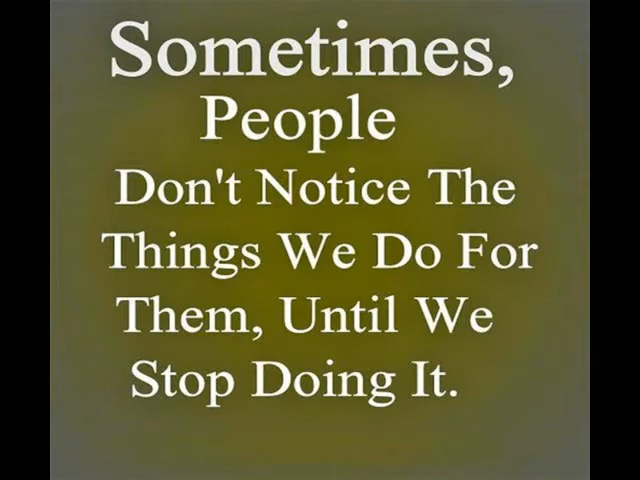 Sometimes,
People
Don't Notice The
Things We Do For
Them, Until We
Stop Doing It.